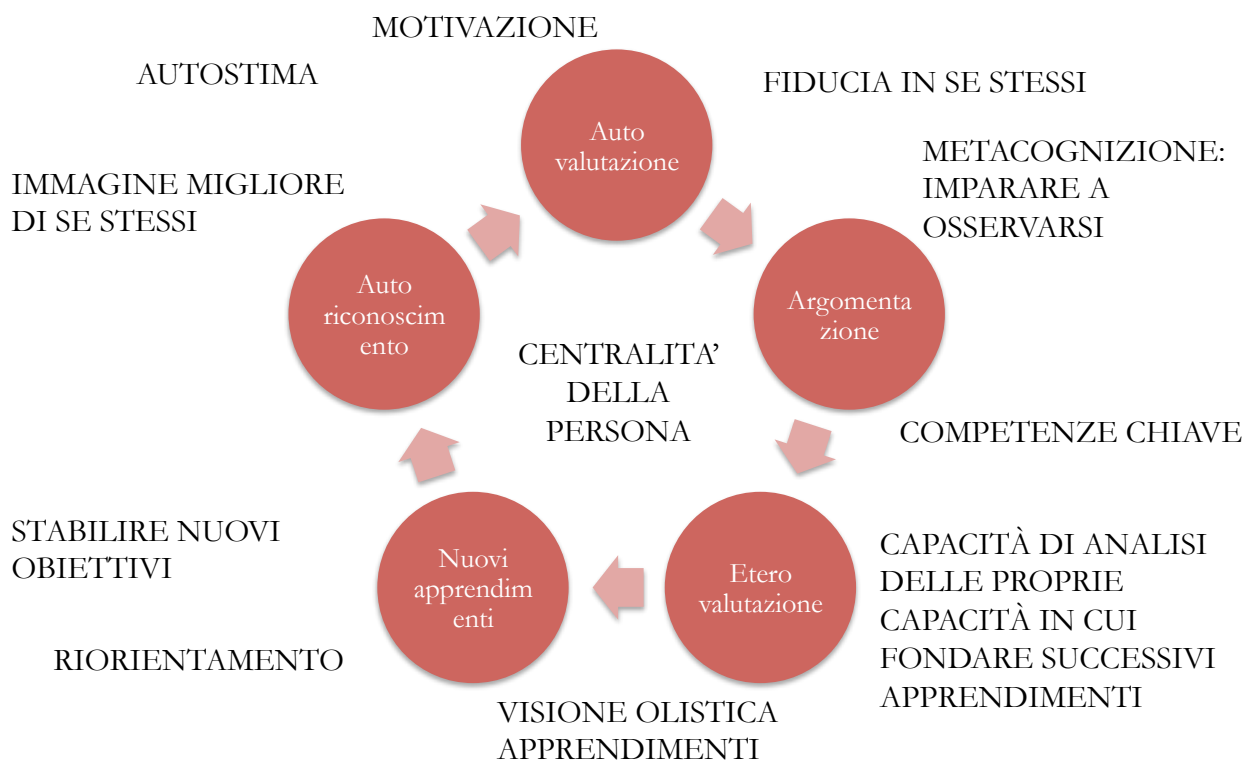 MOTIVAZIONE
AUTOSTIMA
FIDUCIA IN SE STESSI
Auto
valutazione
METACOGNIZIONE:
IMPARARE A
OSSERVARSI
IMMAGINE MIGLIORE
DI SE STESSI
Auto
riconoscim
ento
Argomenta
zione
CENTRALITA’
DELLA
PERSONA
COMPETENZE CHIAVE
STABILIRE NUOVI
OBIETTIVI
Nuovi
apprendim
enti
Etero
valutazione
CAPACITÀ DI ANALISI
DELLE PROPRIE
CAPACITÀ IN CUI
FONDARE SUCCESSIVI
APPRENDIMENTI
RIORIENTAMENTO
VISIONE OLISTICA
APPRENDIMENTI